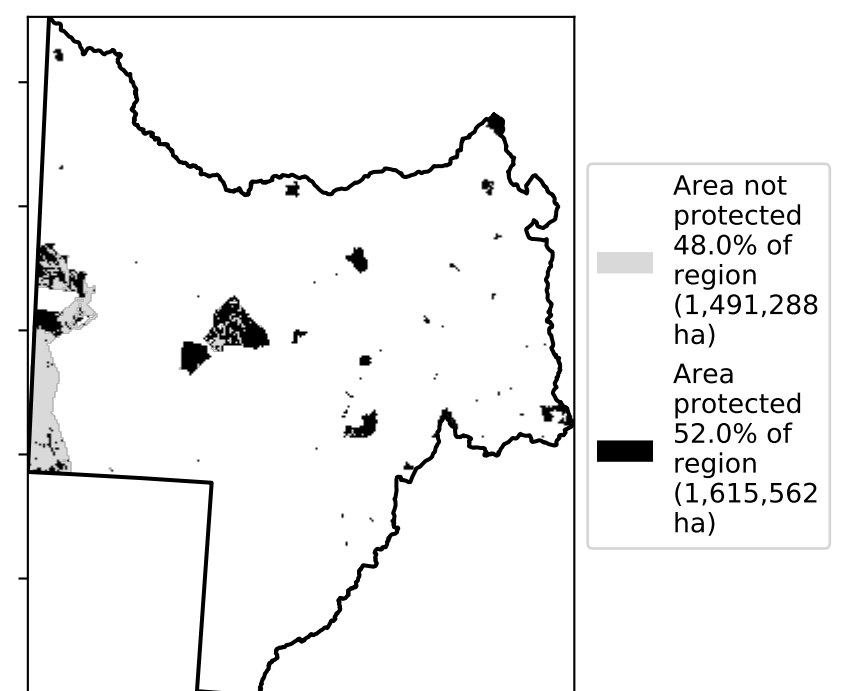 Area not
protected
48.0% of
region
(1,491,288
ha)
Area
protected
52.0% of
region
(1,615,562
ha)